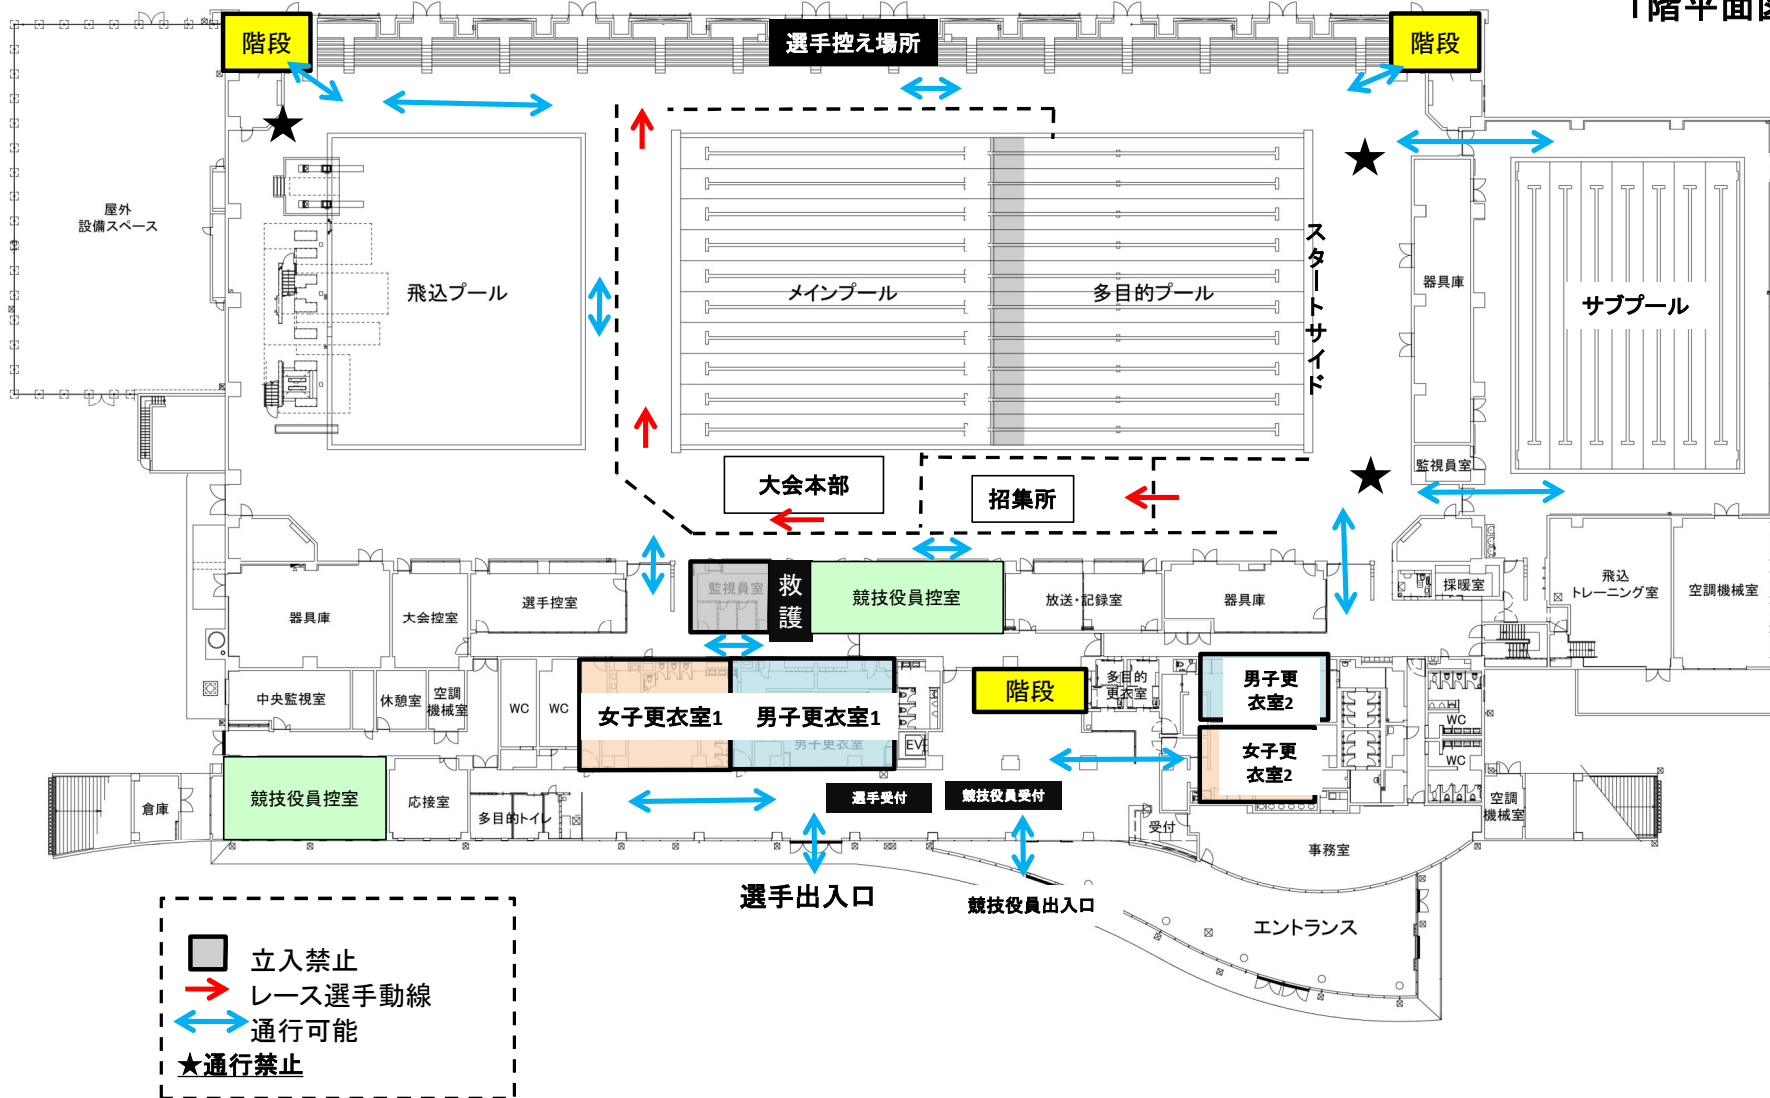 1階平面図
階段
選手控え場所
階段
屋外
設備スペース
飛込プール
メインプール
多目的プール
スタートサイド
器具庫
サブプール
監視員室
大会本部
招集所
器具庫
大会控室
選手控室
監視員室
救護
競技役員控室
放送・記録室
器具庫
採暖室
飛込
トレーニング室
空調機械室
中央監視室
休憩室
空調
機械室
WC
WC
女子更衣室1
男子更衣室1
男子更衣室
EV
階段
多目的
更衣室
男子更
衣室2
女子更
衣室2
WC
WC
倉庫
競技役員控室
応接室
多目的トイレ
選手受付
競技役員受付
受付
事務室
空調
機械室
選手出入口
競技役員出入口
エントランス
立入禁止
レース選手動線
通行可能
★通行禁止